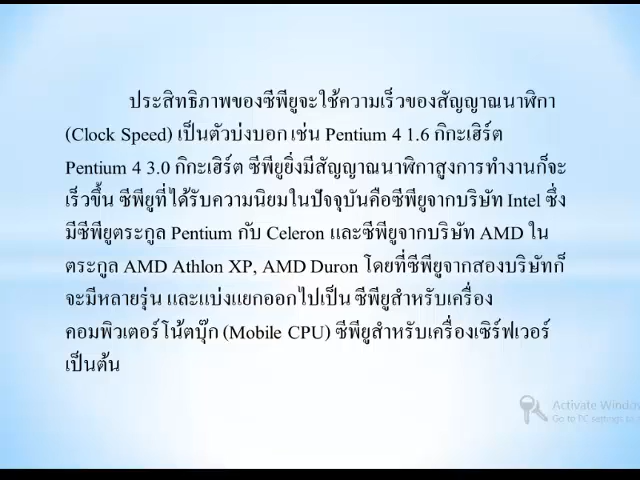 ประสิทธิภาพของซีพียูจะใช้ความเร็วของสัญญาณนาฬิกา
(Clock Speed) เป็นตัวบ่งบอก เช่น Pentium 4 1.6 กิกะเฮิร์ต
Pentium 4 3.0 กิกะเฮิร์ต ซีพียูยิ่งมีสัญญาณนาฬิกาสูงการทำงานก็จะ
เร็วขึ้น ซีพียูที่ได้รับความนิยมในปัจจุบันคือซีพียูจากบริษัท Intel ซึ่ง
มีซีพียูตระกูล Pentium กับ Celeron และซีพียูจากบริษัท AMD ใน
ตระกูล AMD Athlon XP, AMD Duron โดยที่ซีพียูจากสองบริษัทก็
จะมีหลายรุ่น และแบ่งแยกออกไปเป็น ซีพียูสำหรับเครื่อง
คอมพิวเตอร์โน้ตบุ๊ก (Mobile CPU) ซีพียูสำหรับเครื่องเซิร์ฟเวอร์
เป็นต้น
Activate Window
Go to PC settings to